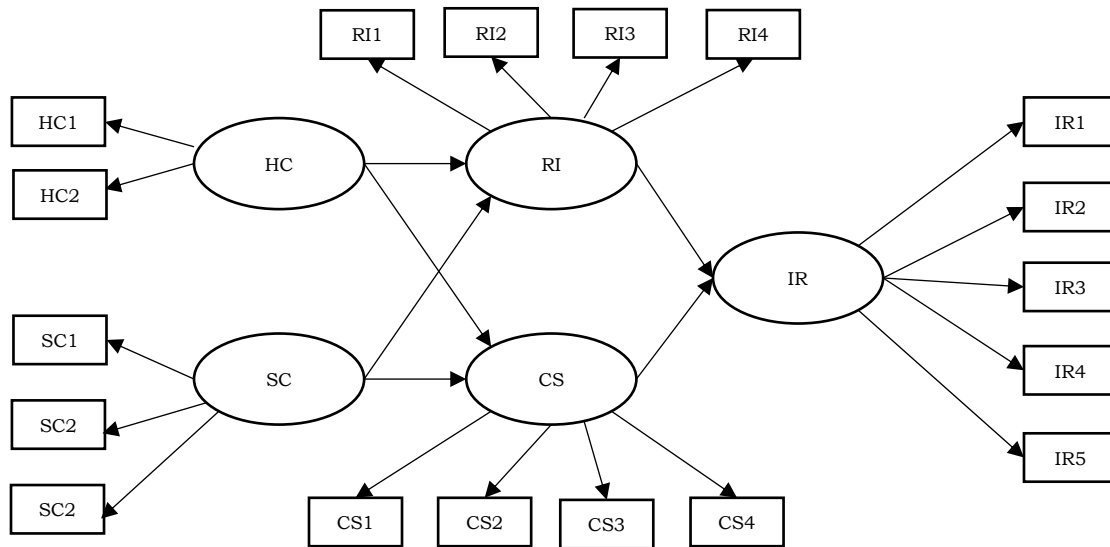 RI1
RI2
RI3
RI4
HC1
HC2
HC
RI
IR1
IR2
IR3
IR4
IR5
IR
SC1
SC2
SC2
SC
CS
CS1
CS2
CS3
CS4